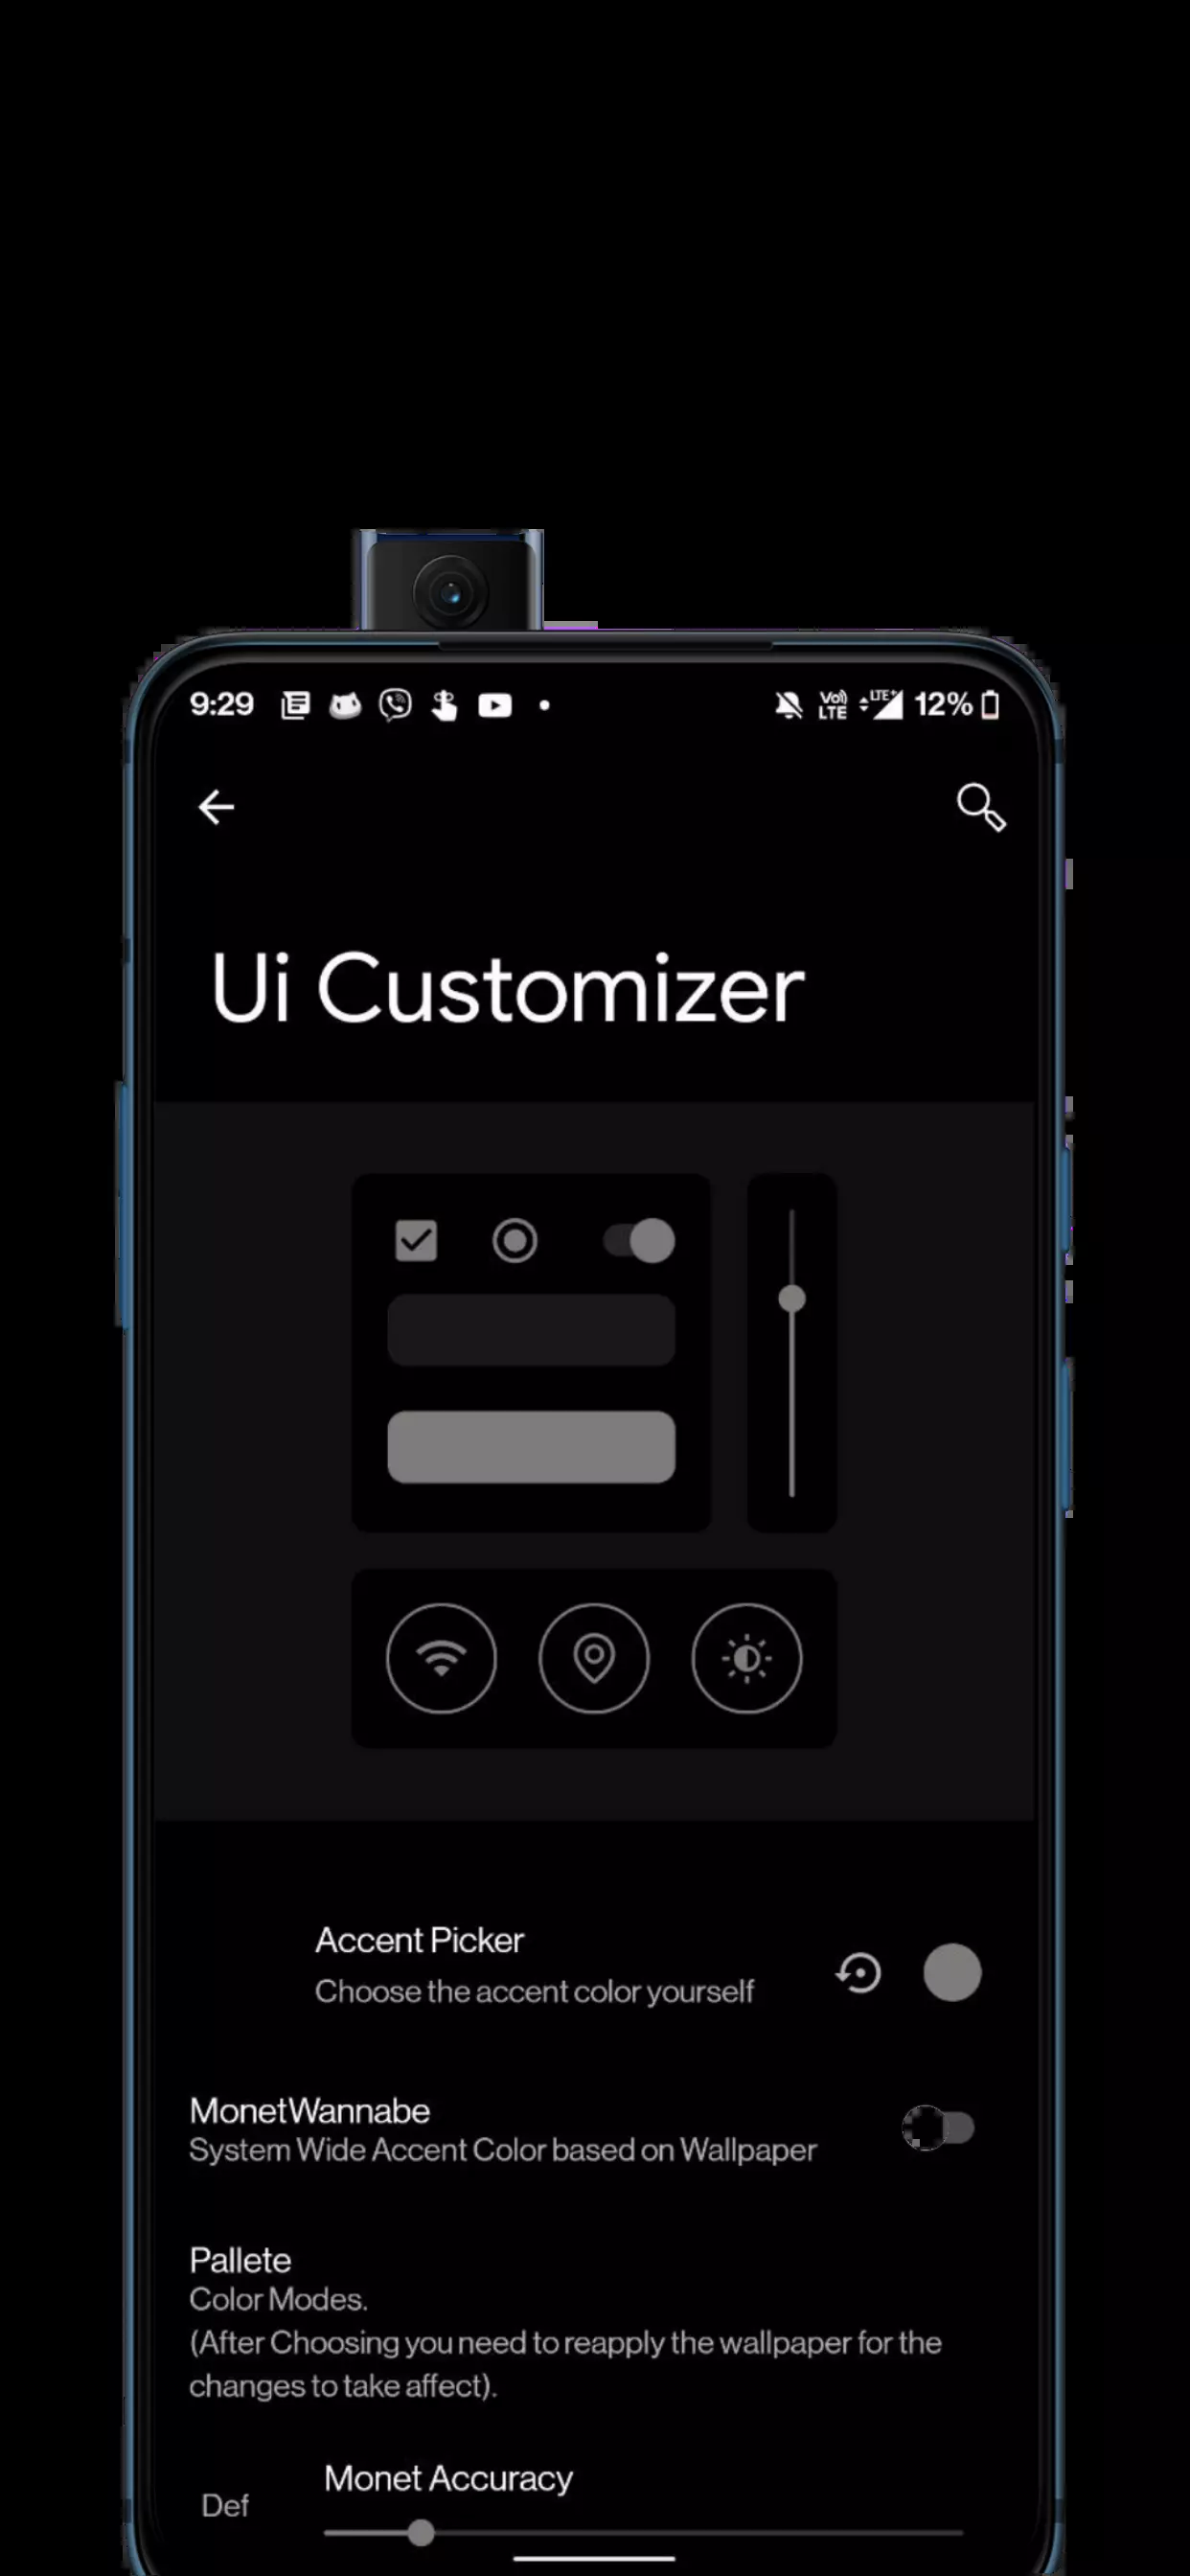 9:29
Vo) LTE LTE+ 12%
Ui Customizer
Accent Picker
Choose the accent color yourself
MonetWannabe
System Wide Accent Color based on Wallpaper
Pallete
Color Modes.
(After Choosing you need to reapply the wallpaper for the
changes to take affect).
Monet Accuracy
Def